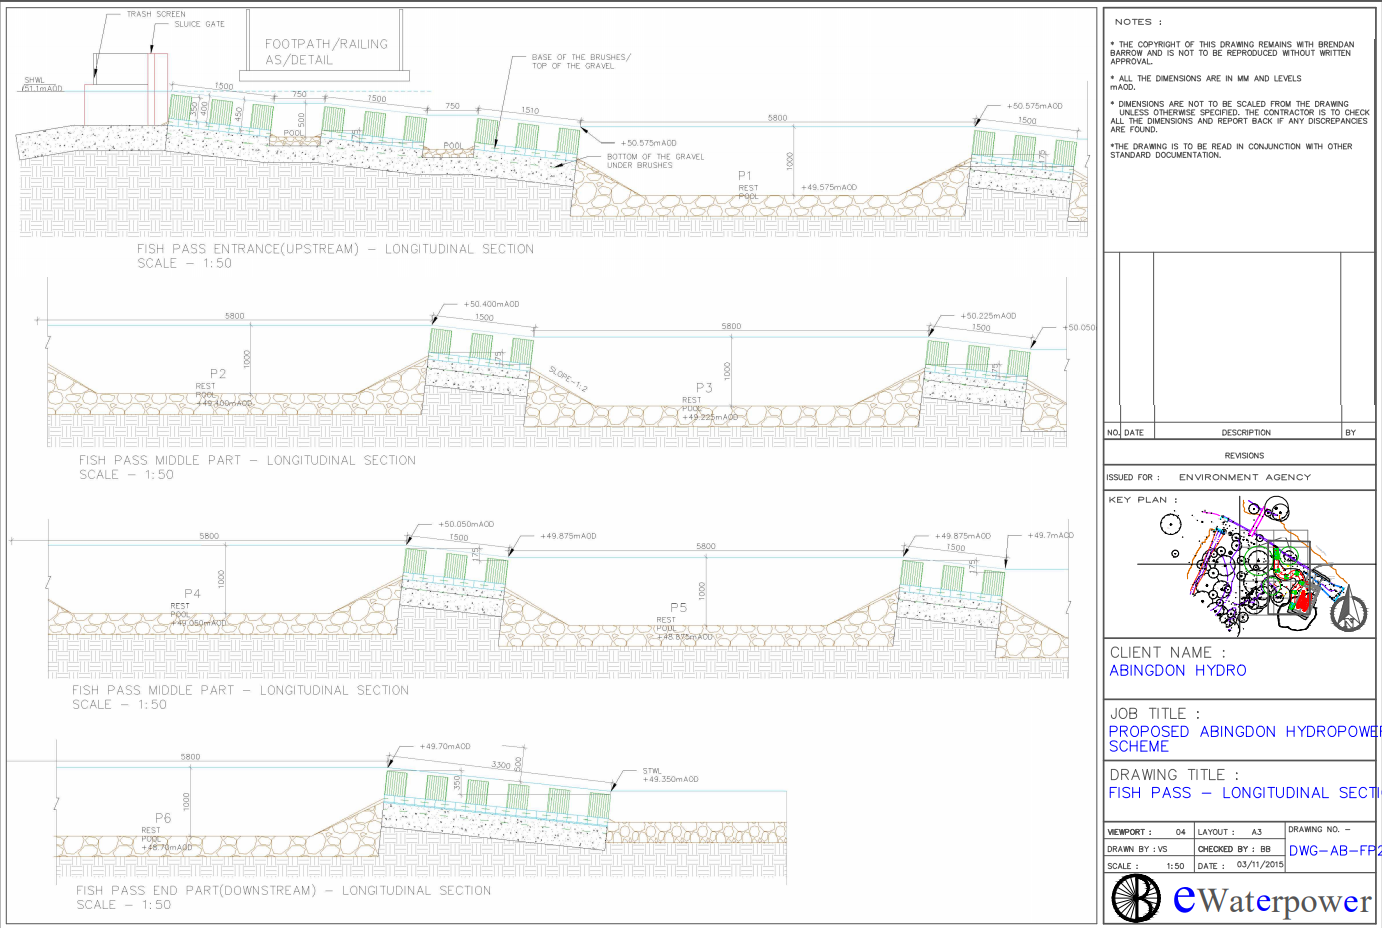 TRASH SCREEN
SLUICE GATE
FOOTPATH/RAILING
AS/DETAIL
BASE OF THE BRUSHES/
TOP OF THE GRAVEL
SHWL
/51.1mAOD
1500
750
1500
750
1510
350
400
450
500
POOL
POOL
+50.575mAOD
BOTTOM OF THE GRAVEL
UNDER BRUSHES
5800
1000
P1
REST
POOL
+49.575mAOD
+50.575mAOD
1500
175
FISH PASS ENTRANCE(UPSTREAM) - LONGITUDINAL SECTION
SCALE - 1:50
5800
1000
P2
REST
POOL
+49.400mAOD
+50.400mAOD
1500
175
SLOPE-1:2
5800
1000
P3
REST
POOL
+49.225mAOD
+50.225mAOD
1500
175
+50.050
FISH PASS MIDDLE PART - LONGITUDINAL SECTION
SCALE - 1:50
5800
1000
P4
REST
POOL
+49.050mAOD
+50.050mAOD
1500
175
+49.875mAOD
5800
1000
P5
REST
POOL
+48.875mAOD
+49.875mAOD
1500
175
+49.7mAOD
FISH PASS MIDDLE PART - LONGITUDINAL SECTION
SCALE - 1:50
5800
1000
P6
REST
POOL
+48.70mAOD
+49.70mAOD
3300
500
350
STWL
+49.350mAOD
FISH PASS END PART(DOWNSTREAM) - LONGITUDINAL SECTION
SCALE - 1:50
NOTES :
* THE COPYRIGHT OF THIS DRAWING REMAINS WITH BRENDAN
BARROW AND IS NOT TO BE REPRODUCED WITHOUT WRITTEN
APPROVAL.
* ALL THE DIMENSIONS ARE IN MM AND LEVELS
mAOD.
* DIMENSIONS ARE NOT TO BE SCALED FROM THE DRAWING
UNLESS OTHERWISE SPECIFIED. THE CONTRACTOR IS TO CHECK
ALL THE DIMENSIONS AND REPORT BACK IF ANY DISCREPANCIES
ARE FOUND.
*THE DRAWING IS TO BE READ IN CONJUNCTION WITH OTHER
STANDARD DOCUMENTATION.
NO. DATE DESCRIPTION BY
REVISIONS
ISSUED FOR : ENVIRONMENT AGENCY
KEY PLAN :
N
CLIENT NAME :
ABINGDON HYDRO
JOB TITLE :
PROPOSED ABINGDON HYDROPOWER
SCHEME
DRAWING TITLE :
FISH PASS - LONGITUDINAL SECTI
VIEWPORT : 04 LAYOUT : A3 DRAWING NO. -
DRAWN BY : VS CHECKED BY : BB DWG-AB-FP2
SCALE : 1:50 DATE : 03/11/2015
eWaterpower